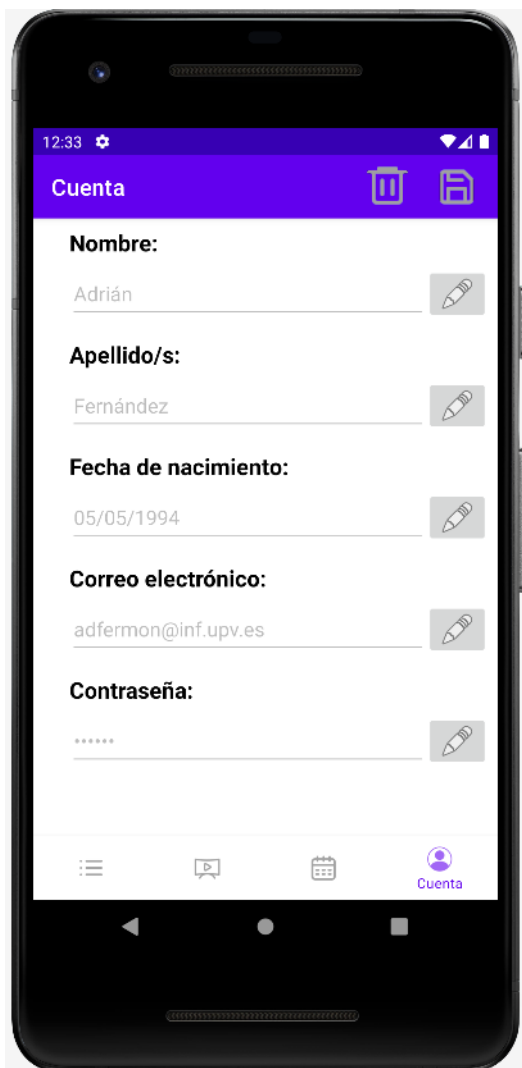 12:33
Cuenta
Nombre:
Adrián
Apellido/s:
Fernández
Fecha de nacimiento:
05/05/1994
Correo electrónico:
adfermon@inf.upv.es
Contraseña:
••••••
Cuenta